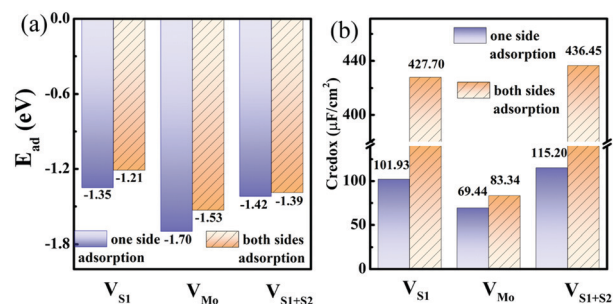 (a)
0.0
-0.6
-1.2
-1.8
E_ad (eV)
-1.35
-1.21
-1.70
-1.53
-1.42
-1.39
one side
adsorption
both sides
adsorption
V_S1
V_Mo
V_S1+S2
(b)
one side
adsorption
both sides
adsorption
440
400
100
50
0
Credox (μF/cm²)
427.70
436.45
101.93
69.44
83.34
115.20
V_S1
V_Mo
V_S1+S2